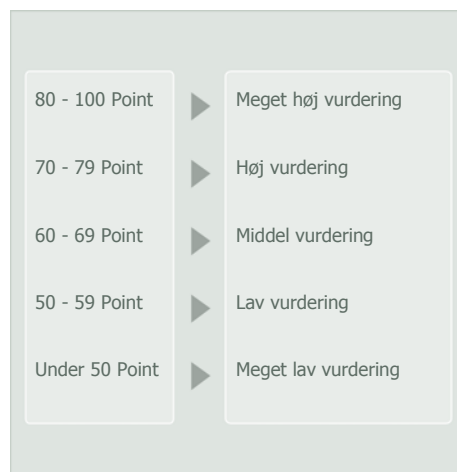 80 - 100 Point Meget høj vurdering
70 - 79 Point Høj vurdering
60 - 69 Point Middel vurdering
50 - 59 Point Lav vurdering
Under 50 Point Meget lav vurdering